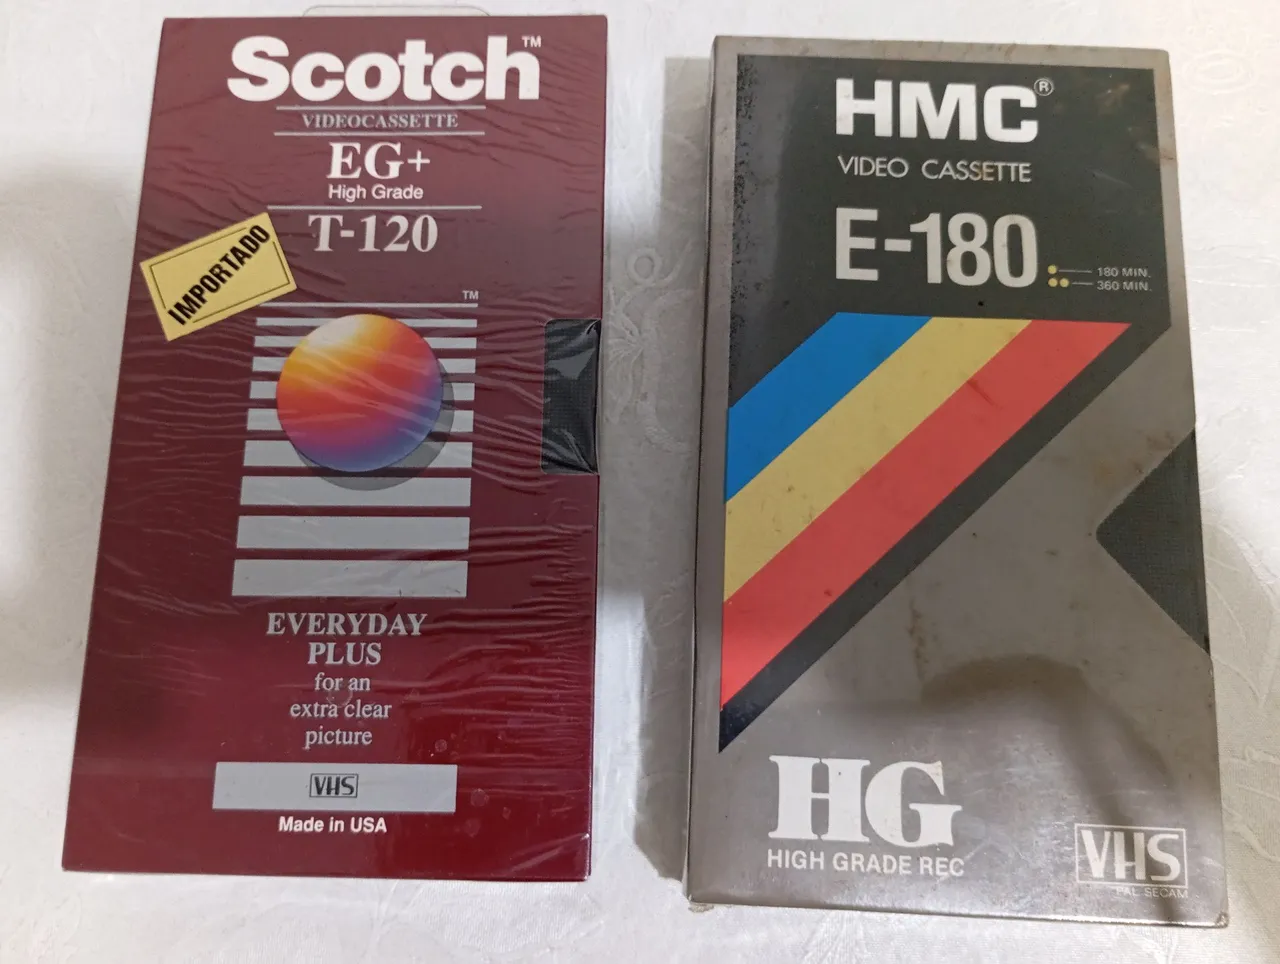 Scotch™
VIDEOCASSETTE
EG+
High Grade
T-120
IMPORTADO
TM
EVERYDAY
PLUS
for an
extra clear
picture
VHS
Made in USA
HMC®
VIDEO CASSETTE
E-180
180 MIN.
360 MIN.
HG
HIGH GRADE REC
VHS
PAL SECAM